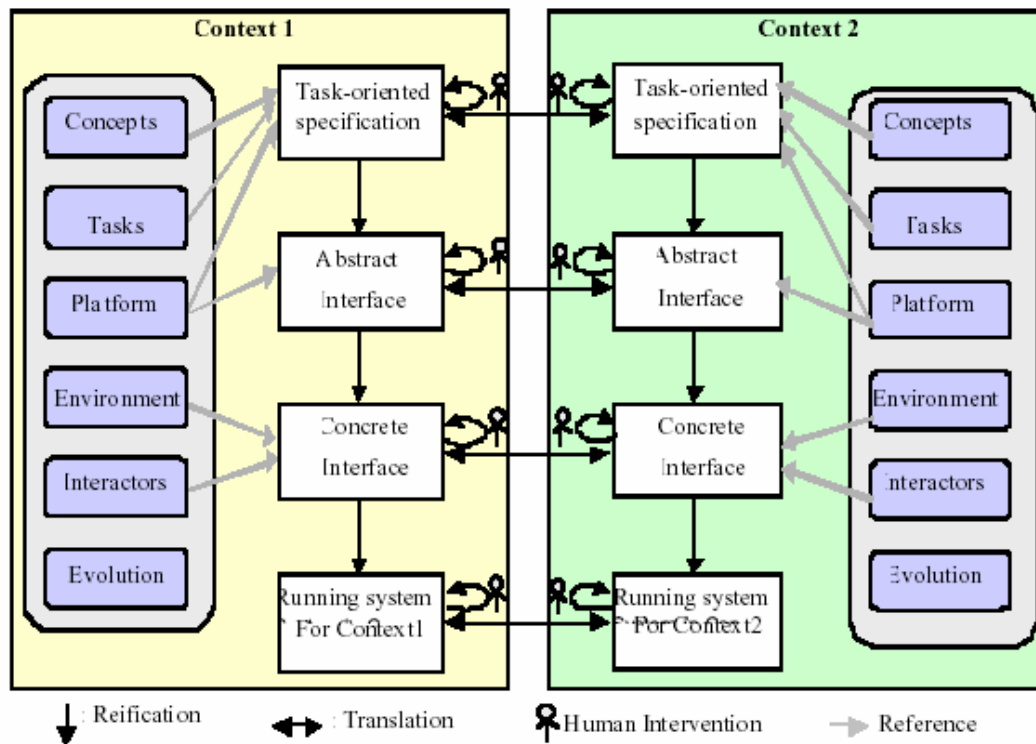 Context 1
Concepts
Tasks
Platform
Environment
Interactors
Evolution
Task-oriented
specification
Abstract
Interface
Concrete
Interface
Running system
For Context1
Context 2
Task-oriented
specification
Abstract
Interface
Concrete
Interface
Running system
For Context2
Concepts
Tasks
Platform
Environment
Interactors
Evolution
: Reification
: Translation
Human Intervention
Reference